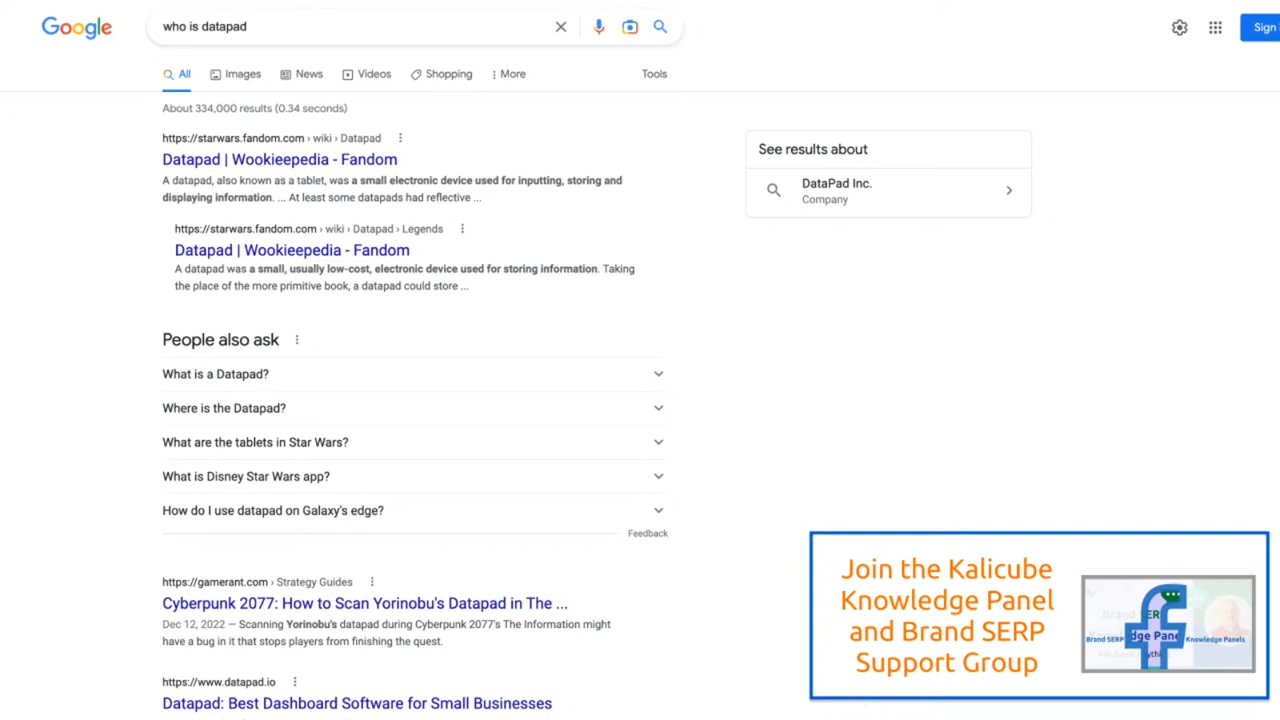 Google
who is datapad
Sign
All
Images
News
Videos
Shopping
More
Tools
About 334,000 results (0.34 seconds)
https://starwars.fandom.com › wiki › Datapad
Datapad | Wookieepedia - Fandom
A datapad, also known as a tablet, was a small electronic device used for inputting, storing and
displaying information. ... At least some datapads had reflective ...
https://starwars.fandom.com › wiki › Datapad › Legends
Datapad | Wookieepedia - Fandom
A datapad was a small, usually low-cost, electronic device used for storing information. Taking
the place of the more primitive book, a datapad could store ...
See results about
DataPad Inc.
Company
People also ask
What is a Datapad?
Where is the Datapad?
What are the tablets in Star Wars?
What is Disney Star Wars app?
How do I use datapad on Galaxy's edge?
Feedback
https://gamerant.com › Strategy Guides
Cyberpunk 2077: How to Scan Yorinobu's Datapad in The ...
Dec 12, 2022 — Scanning Yorinobu's datapad during Cyberpunk 2077's The Information might
have a bug in it that stops players from finishing the quest.
https://www.datapad.io
Datapad: Best Dashboard Software for Small Businesses
Join the Kalicube
Knowledge Panel
and Brand SERP
Support Group
Brand SER
Brand SERP
dge Pane
Knowledge Panels